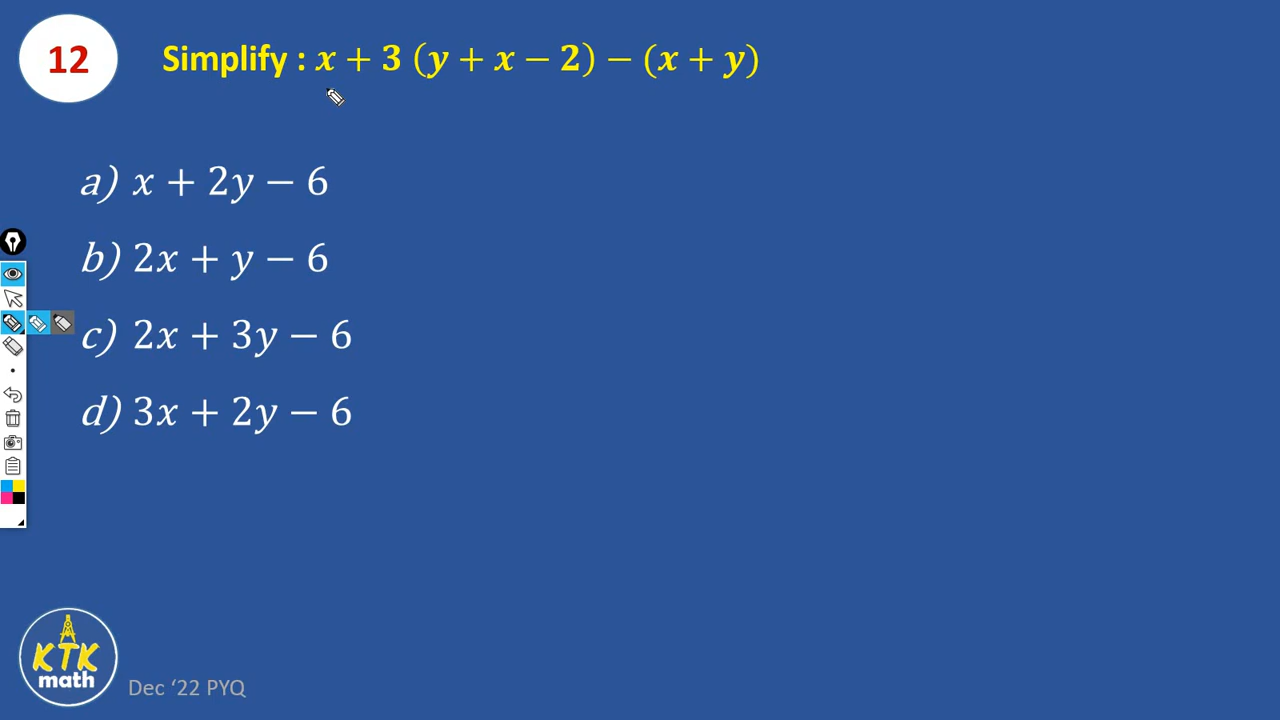 12
Simplify : x + 3 (y + x − 2) − (x + y)
a) x + 2y − 6
b) 2x + y − 6
c) 2x + 3y − 6
d) 3x + 2y − 6
KTK
math
Dec ‘22 PYQ